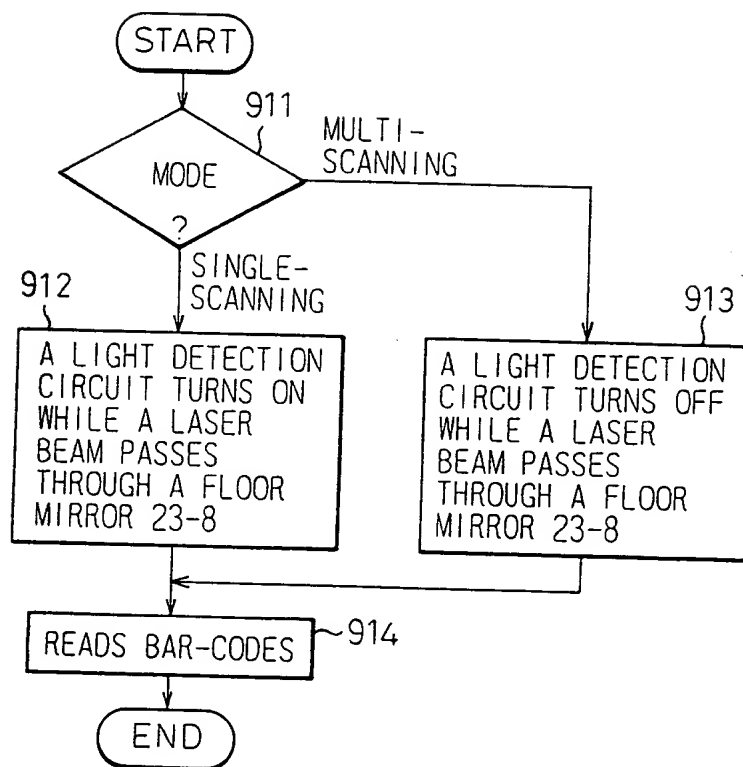 START
911
MODE
?
MULTI-
SCANNING
SINGLE-
SCANNING
912
A LIGHT DETECTION
CIRCUIT TURNS ON
WHILE A LASER
BEAM PASSES
THROUGH A FLOOR
MIRROR 23-8
913
A LIGHT DETECTION
CIRCUIT TURNS OFF
WHILE A LASER
BEAM PASSES
THROUGH A FLOOR
MIRROR 23-8
READS BAR-CODES
914
END